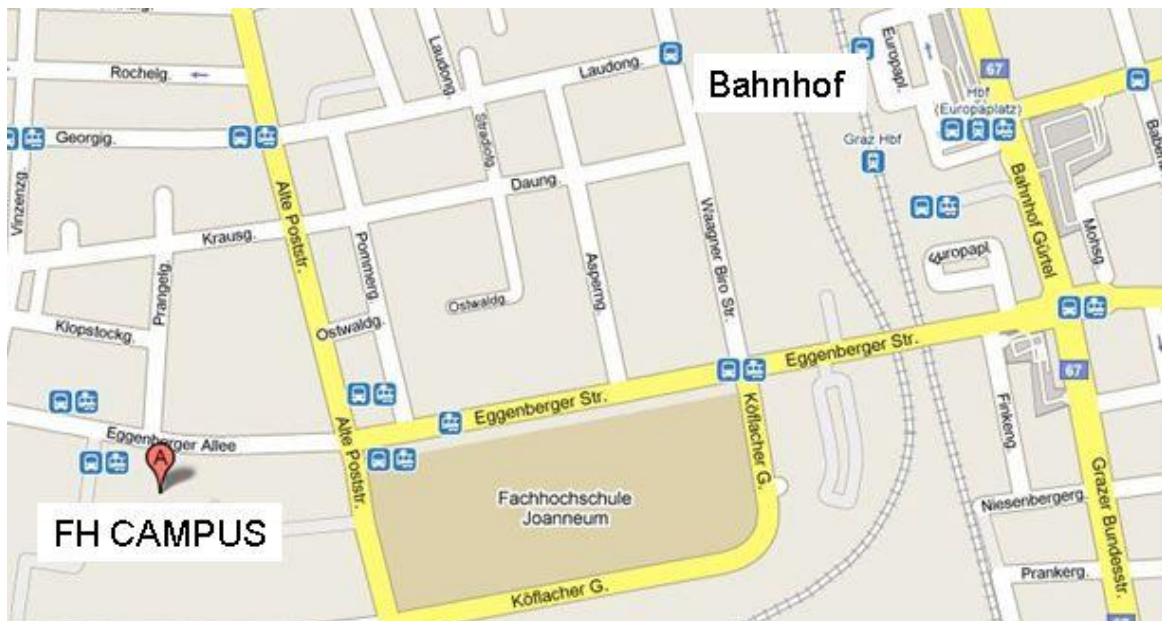 Rocheig.
Laudong.
Laudong.
Bahnhof
Europapl.
67
Hbf
(Europaplatz)
Georgig.
Stradiotg.
Graz Hbf
Vinzenzg.
Daung.
Alte Poststr.
Waagner Biro Str.
Bahnhof Gürtel
Krausg.
Pommerg.
Mohsg.
Prangelg.
Asperng.
Europapl.
Ostwaldg.
Klopstockg.
Ostwaldg.
Eggenberger Str.
67
Eggenberger Str.
Köflacher G.
Finkeng.
Eggenberger Allee
Alte Poststr.
A
Grazer Bundesstr.
Fachhochschule
Joanneum
Niesenbergerg.
FH CAMPUS
Prankerg.
Köflacher G.